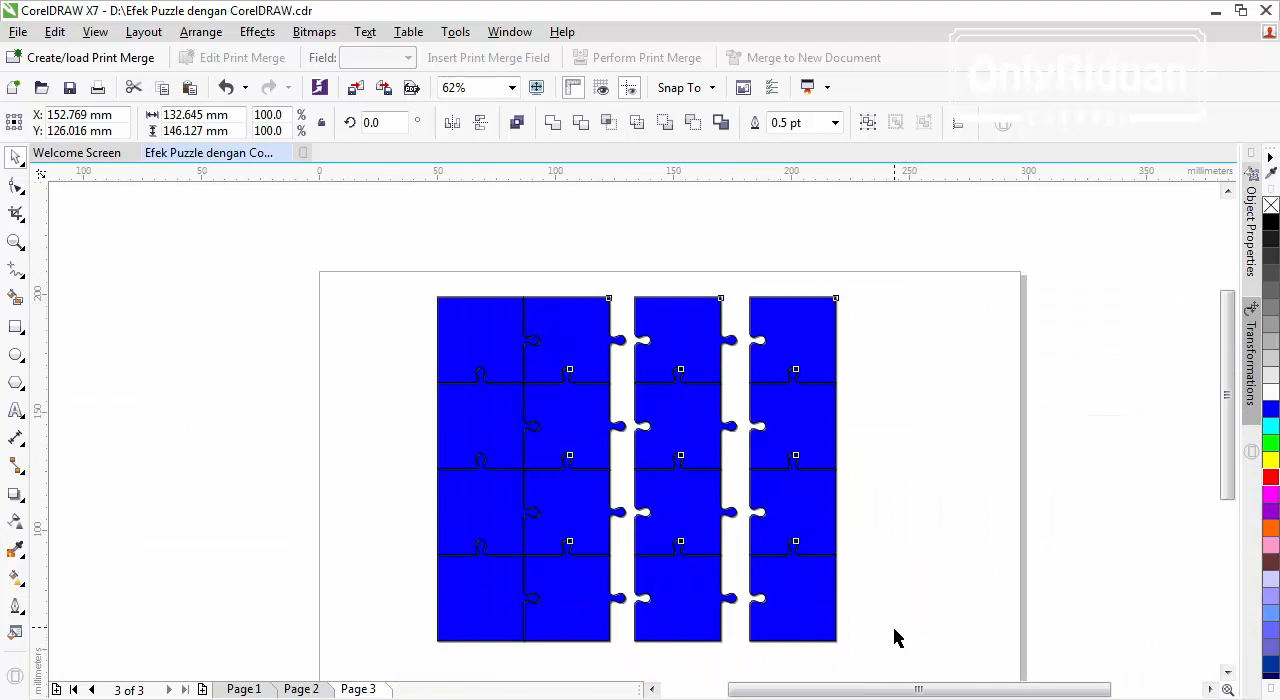 CorelDRAW X7 - D:\Efek Puzzle dengan CorelDRAW.cdr
File Edit View Layout Arrange Effects Bitmaps Text Table Tools Window Help
Create/load Print Merge Edit Print Merge Field: Insert Print Merge Field Perform Print Merge Merge to New Document
OnlyRiduan
62% Snap To
X: 152.769 mm 132.645 mm 100.0 % 0.0 ° 0.5 pt
Y: 126.016 mm 100.0 %
Welcome Screen Efek Puzzle dengan Co...
100 50 0 50 100 150 200 250 300 350 millimeters
200
150
100
millimeters
Object Properties
Transformations
3 of 3 Page 1 Page 2 Page 3